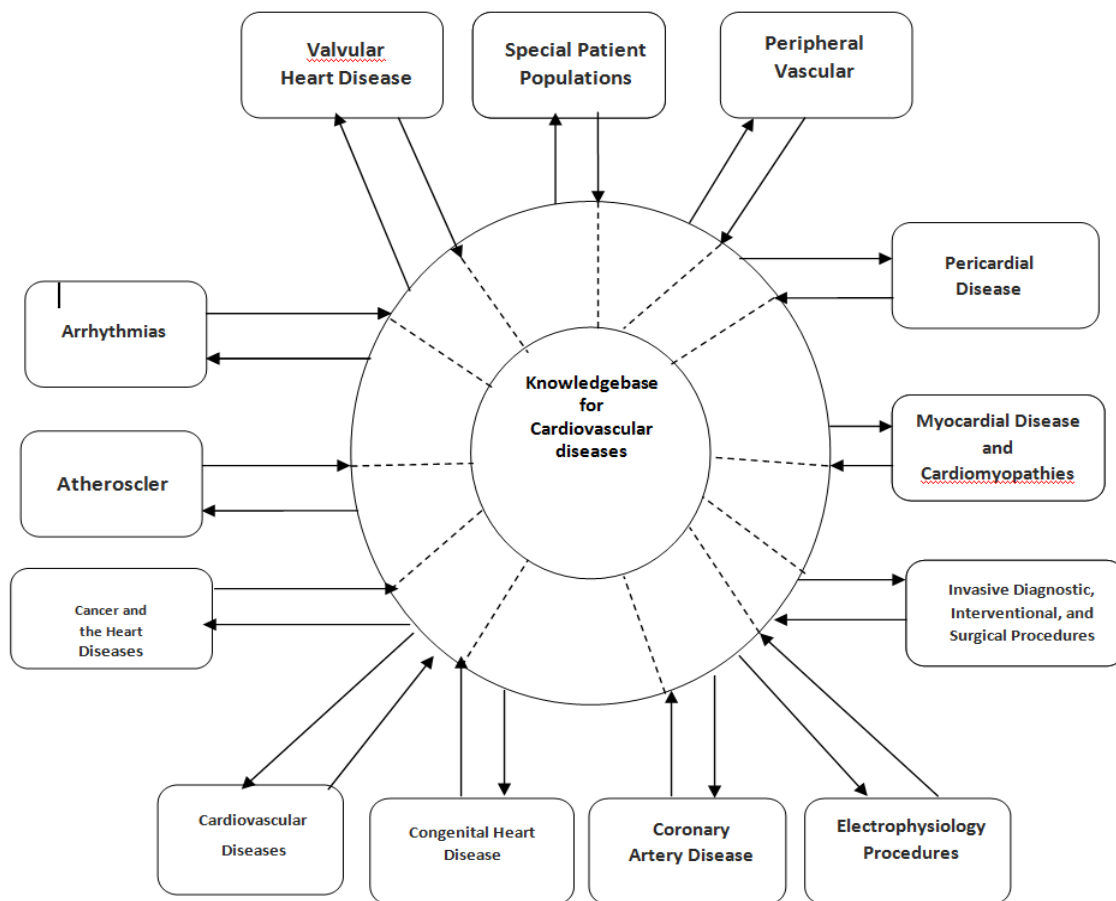 Valvular
Heart Disease
Special Patient
Populations
Peripheral
Vascular
Pericardial
Disease
Arrhythmias
Knowledgebase
for
Cardiovascular
diseases
Myocardial Disease
and
Cardiomyopathies
Atheroscler
Invasive Diagnostic,
Interventional, and
Surgical Procedures
Cancer and
the Heart
Diseases
Cardiovascular
Diseases
Congenital Heart
Disease
Coronary
Artery Disease
Electrophysiology
Procedures